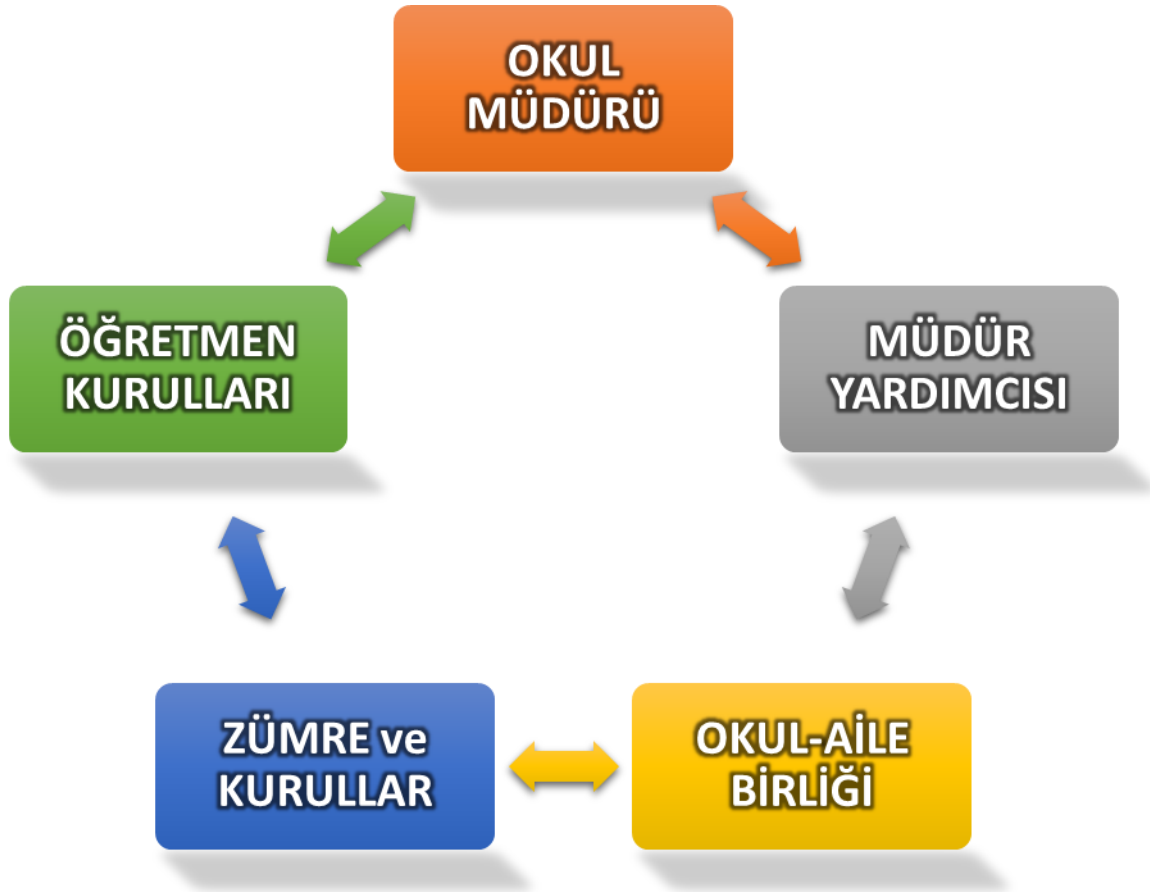 OKUL
MÜDÜRÜ
ÖĞRETMEN
KURULLARI
MÜDÜR
YARDIMCISI
ZÜMRE ve
KURULLAR
OKUL-AİLE
BİRLİĞİ